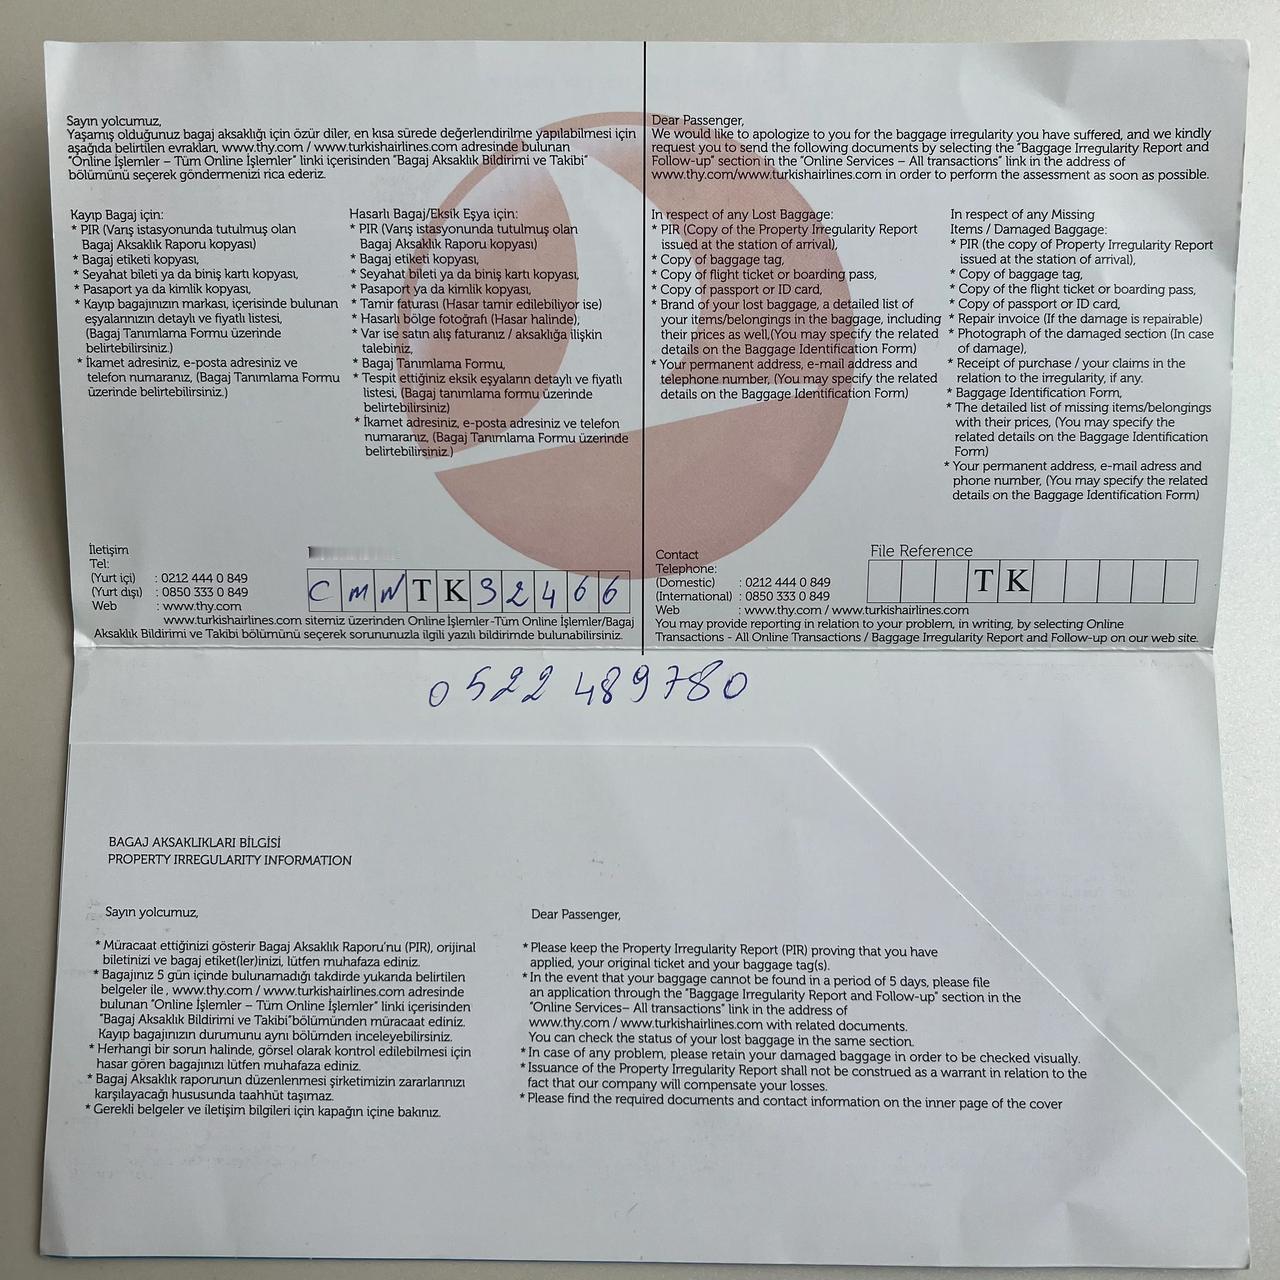 Sayın yolcumuz,
Yaşamış olduğunuz bagaj aksaklığı için özür diler, en kısa sürede değerlendirilme yapılabilmesi için
aşağıda belirtilen evrakları, www.thy.com / www.turkishairlines.com adresinde bulunan
"Online İşlemler – Tüm Online İşlemler" linki içerisinden "Bagaj Aksaklık Bildirimi ve Takibi"
bölümünü seçerek göndermenizi rica ederiz.
Kayıp Bagaj için:
* PIR (Varış istasyonunda tutulmuş olan
Bagaj Aksaklık Raporu kopyası)
* Bagaj etiketi kopyası,
* Seyahat bileti ya da biniş kartı kopyası,
* Pasaport ya da kimlik kopyası,
* Kayıp bagajınızın markası, içerisinde bulunan
eşyalarınızın detaylı ve fiyatlı listesi,
(Bagaj Tanımlama Formu üzerinde
belirtebilirsiniz.)
* İkamet adresiniz, e-posta adresiniz ve
telefon numaranız, (Bagaj Tanımlama Formu
üzerinde belirtebilirsiniz.)
Hasarlı Bagaj/Eksik Eşya için:
* PIR (Varış istasyonunda tutulmuş olan
Bagaj Aksaklık Raporu kopyası)
* Bagaj etiket kopyası,
* Seyahat bileti ya da biniş kartı kopyası,
* Pasaport ya da kimlik kopyası,
* Tamir faturası (Hasar tamir edilebiliyor ise)
* Hasarlı bölge fotoğrafı (Hasar halinde),
* Var ise satın alış faturanız / aksaklığa ilişkin
talebiniz,
* Bagaj Tanımlama Formu,
* Tespit ettiğiniz eksik eşyaların detaylı ve fiyatlı
listesi, (Bagaj tanımlama formu üzerinde
belirtebilirsiniz)
* İkamet adresiniz, e-posta adresiniz ve telefon
numaranız, (Bagaj Tanımlama Formu üzerinde
belirtebilirsiniz.)
İletişim
Tel:
(Yurt içi) : 0212 444 0 849
(Yurt dışı) : 0850 333 0 849
Web : www.thy.com
CMNTK32466
www.turkishairlines.com sitemiz üzerinden Online İşlemler-Tüm Online İşlemler/Bagaj
Aksaklık Bildirimi ve Takibi bölümünü seçerek sorununuzla ilgili yazılı bildirimde bulunabilirsiniz.
Dear Passenger,
We would like to apologize to you for the baggage irregularity you have suffered, and we kindly
request you to send the following documents by selecting the "Baggage Irregularity Report and
Follow-up" section in the "Online Services – All transactions" link in the address of
www.thy.com/www.turkishairlines.com in order to perform the assessment as soon as possible.
In respect of any Lost Baggage:
* PIR (Copy of the Property Irregularity Report
issued at the station of arrival),
* Copy of baggage tag,
* Copy of flight ticket or boarding pass,
* Copy of passport or ID card,
* Brand of your lost baggage, a detailed list of
your items/belongings in the baggage, including
their prices as well,(You may specify the related
details on the Baggage Identification Form)
* Your permanent address, e-mail address and
telephone number, (You may specify the related
details on the Baggage Identification Form)
In respect of any Missing
Items / Damaged Baggage:
* PIR (the copy of Property Irregularity Report
issued at the station of arrival),
* Copy of baggage tag,
* Copy of the flight ticket or boarding pass,
* Copy of passport or ID card,
* Repair invoice (If the damage is repairable)
* Photograph of the damaged section (In case
of damage),
* Receipt of purchase / your claims in the
relation to the irregularity, if any.
* Baggage Identification Form,
* The detailed list of missing items/belongings
with their prices, (You may specify the
related details on the Baggage Identification
Form)
* Your permanent address, e-mail adress and
phone number, (You may specify the related
details on the Baggage Identification Form)
Contact
Telephone:
(Domestic) : 0212 444 0 849
(International) : 0850 333 0 849
Web : www.thy.com / www.turkishairlines.com
File Reference
TK
You may provide reporting in relation to your problem, in writing, by selecting Online
Transactions - All Online Transactions / Baggage Irregularity Report and Follow-up on our web site.
0522 489780
BAGAJ AKSAKLIKLARI BİLGİSİ
PROPERTY IRREGULARITY INFORMATION
Sayın yolcumuz,
* Müracaat ettiğinizi gösterir Bagaj Aksaklık Raporu'nu (PIR), orijinal
biletinizi ve bagaj etiket(ler)inizi, lütfen muhafaza ediniz.
* Bagajınız 5 gün içinde bulunamadığı takdirde yukarıda belirtilen
belgeler ile , www.thy.com / www.turkishairlines.com adresinde
bulunan "Online İşlemler – Tüm Online İşlemler" linki içerisinden
"Bagaj Aksaklık Bildirimi ve Takibi"bölümünden müracaat ediniz.
Kayıp bagajınızın durumunu aynı bölümden inceleyebilirsiniz.
* Herhangi bir sorun halinde, görsel olarak kontrol edilebilmesi için
hasar gören bagajınızı lütfen muhafaza ediniz.
* Bagaj Aksaklık raporunun düzenlenmesi şirketimizin zararlarınızı
karşılayacağı hususunda taahhüt taşımaz.
* Gerekli belgeler ve iletişim bilgileri için kapağın içine bakınız.
Dear Passenger,
* Please keep the Property Irregularity Report (PIR) proving that you have
applied, your original ticket and your baggage tag(s).
* In the event that your baggage cannot be found in a period of 5 days, please file
an application through the "Baggage Irregularity Report and Follow-up" section in the
"Online Services– All transactions" link in the address of
www.thy.com / www.turkishairlines.com with related documents.
You can check the status of your lost baggage in the same section.
* In case of any problem, please retain your damaged baggage in order to be checked visually.
* Issuance of the Property Irregularity Report shall not be construed as a warrant in relation to the
fact that our company will compensate your losses.
* Please find the required documents and contact information on the inner page of the cover